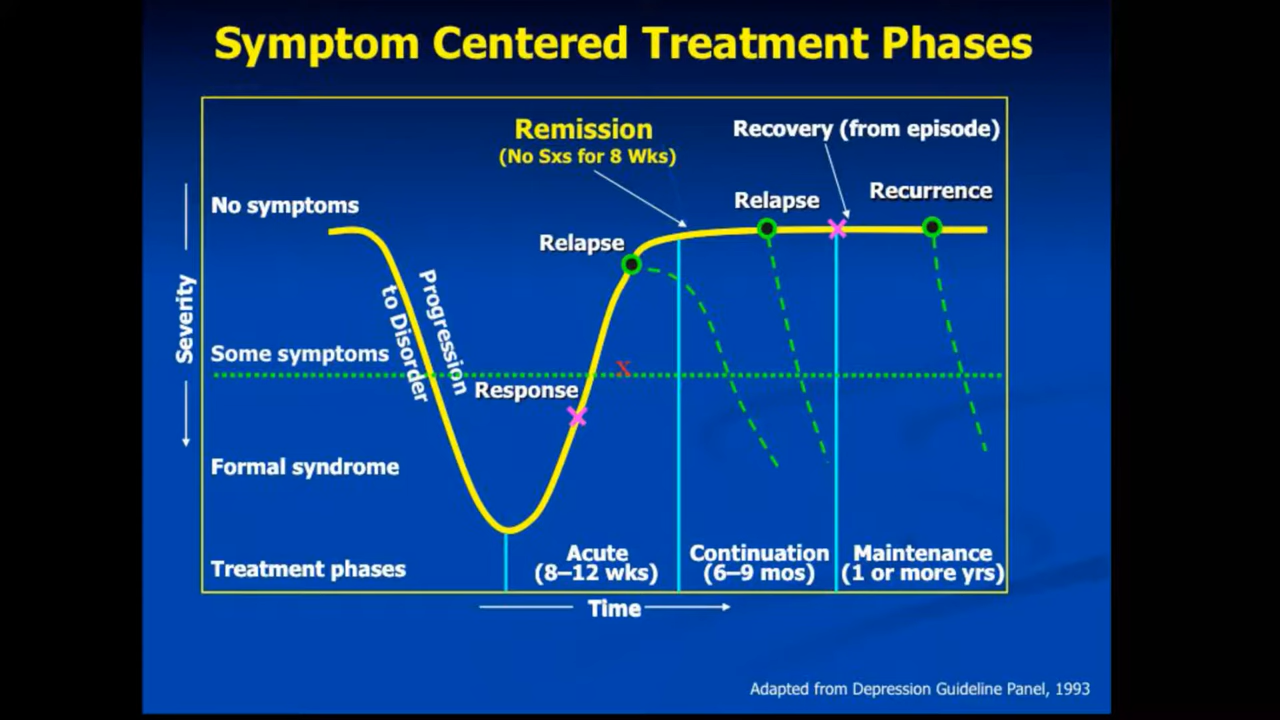 Symptom Centered Treatment Phases
Remission
(No Sxs for 8 Wks)
Recovery (from episode)
No symptoms
Relapse
Recurrence
Relapse
Severity
Progression
to Disorder
Some symptoms
x
Response
Formal syndrome
Treatment phases
Acute
(8–12 wks)
Continuation
(6–9 mos)
Maintenance
(1 or more yrs)
Time
Adapted from Depression Guideline Panel, 1993